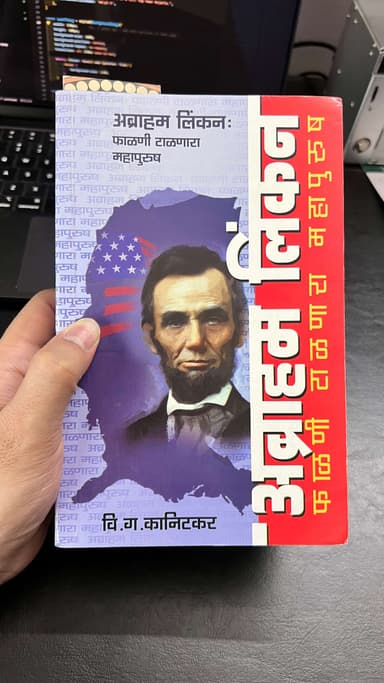 अब्राहम लिंकन:
फाळणी टाळणारा
महापुरुष
अब्राहम लिंकन
फाळणी टाळणारा महापुरुष
वि.ग.कानिटकर